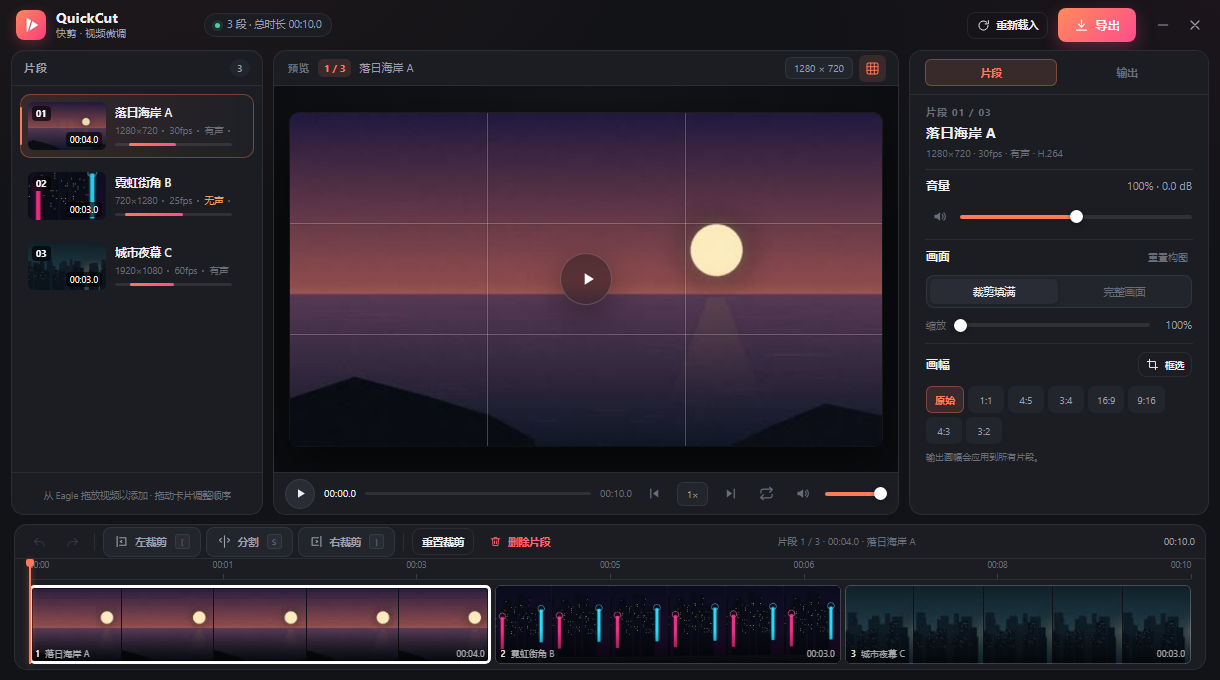 QuickCut
快剪 · 视频微调
3 段 · 总时长 00:10.0
重新载入
导出
片段
3
01
00:04.0
落日海岸 A
1280×720 · 30fps · 有声 ·
02
00:03.0
霓虹街角 B
720×1280 · 25fps · 无声 ·
03
00:03.0
城市夜幕 C
1920×1080 · 60fps · 有声
从 Eagle 拖放视频以添加 · 拖动卡片调整顺序
预览
1 / 3
落日海岸 A
1280 × 720
00:00.0
00:10.0
1×
片段
输出
片段 01 / 03
落日海岸 A
1280×720 · 30fps · 有声 · H.264
音量
100% · 0.0 dB
画面
重置构图
裁剪填满
完整画面
缩放
100%
画幅
框选
原始
1:1
4:5
3:4
16:9
9:16
4:3
3:2
输出画幅会应用到所有片段。
左裁剪 [
分割 S
右裁剪 ]
重置裁剪
删除片段
片段 1 / 3 · 00:04.0 · 落日海岸 A
00:10.0
0:00
00:01
00:03
00:05
00:06
00:08
00:10
1 落日海岸 A
00:04.0
2 霓虹街角 B
00:03.0
3 城市夜幕 C
00:03.0